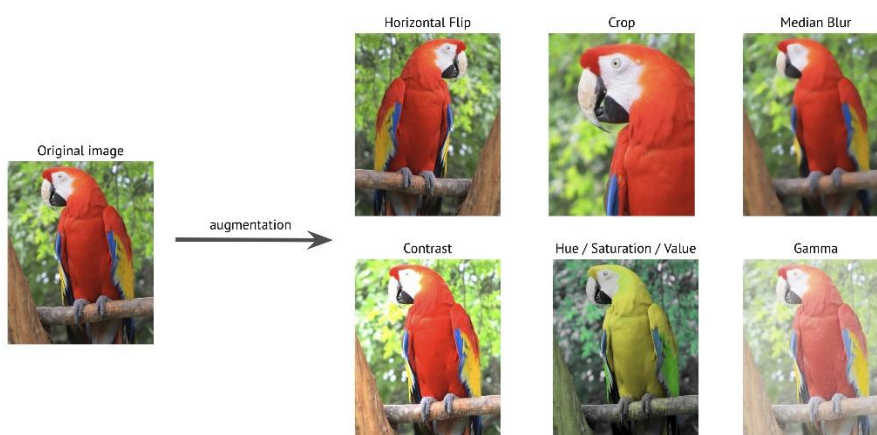 Original image
augmentation
Horizontal Flip
Crop
Median Blur
Contrast
Hue / Saturation / Value
Gamma